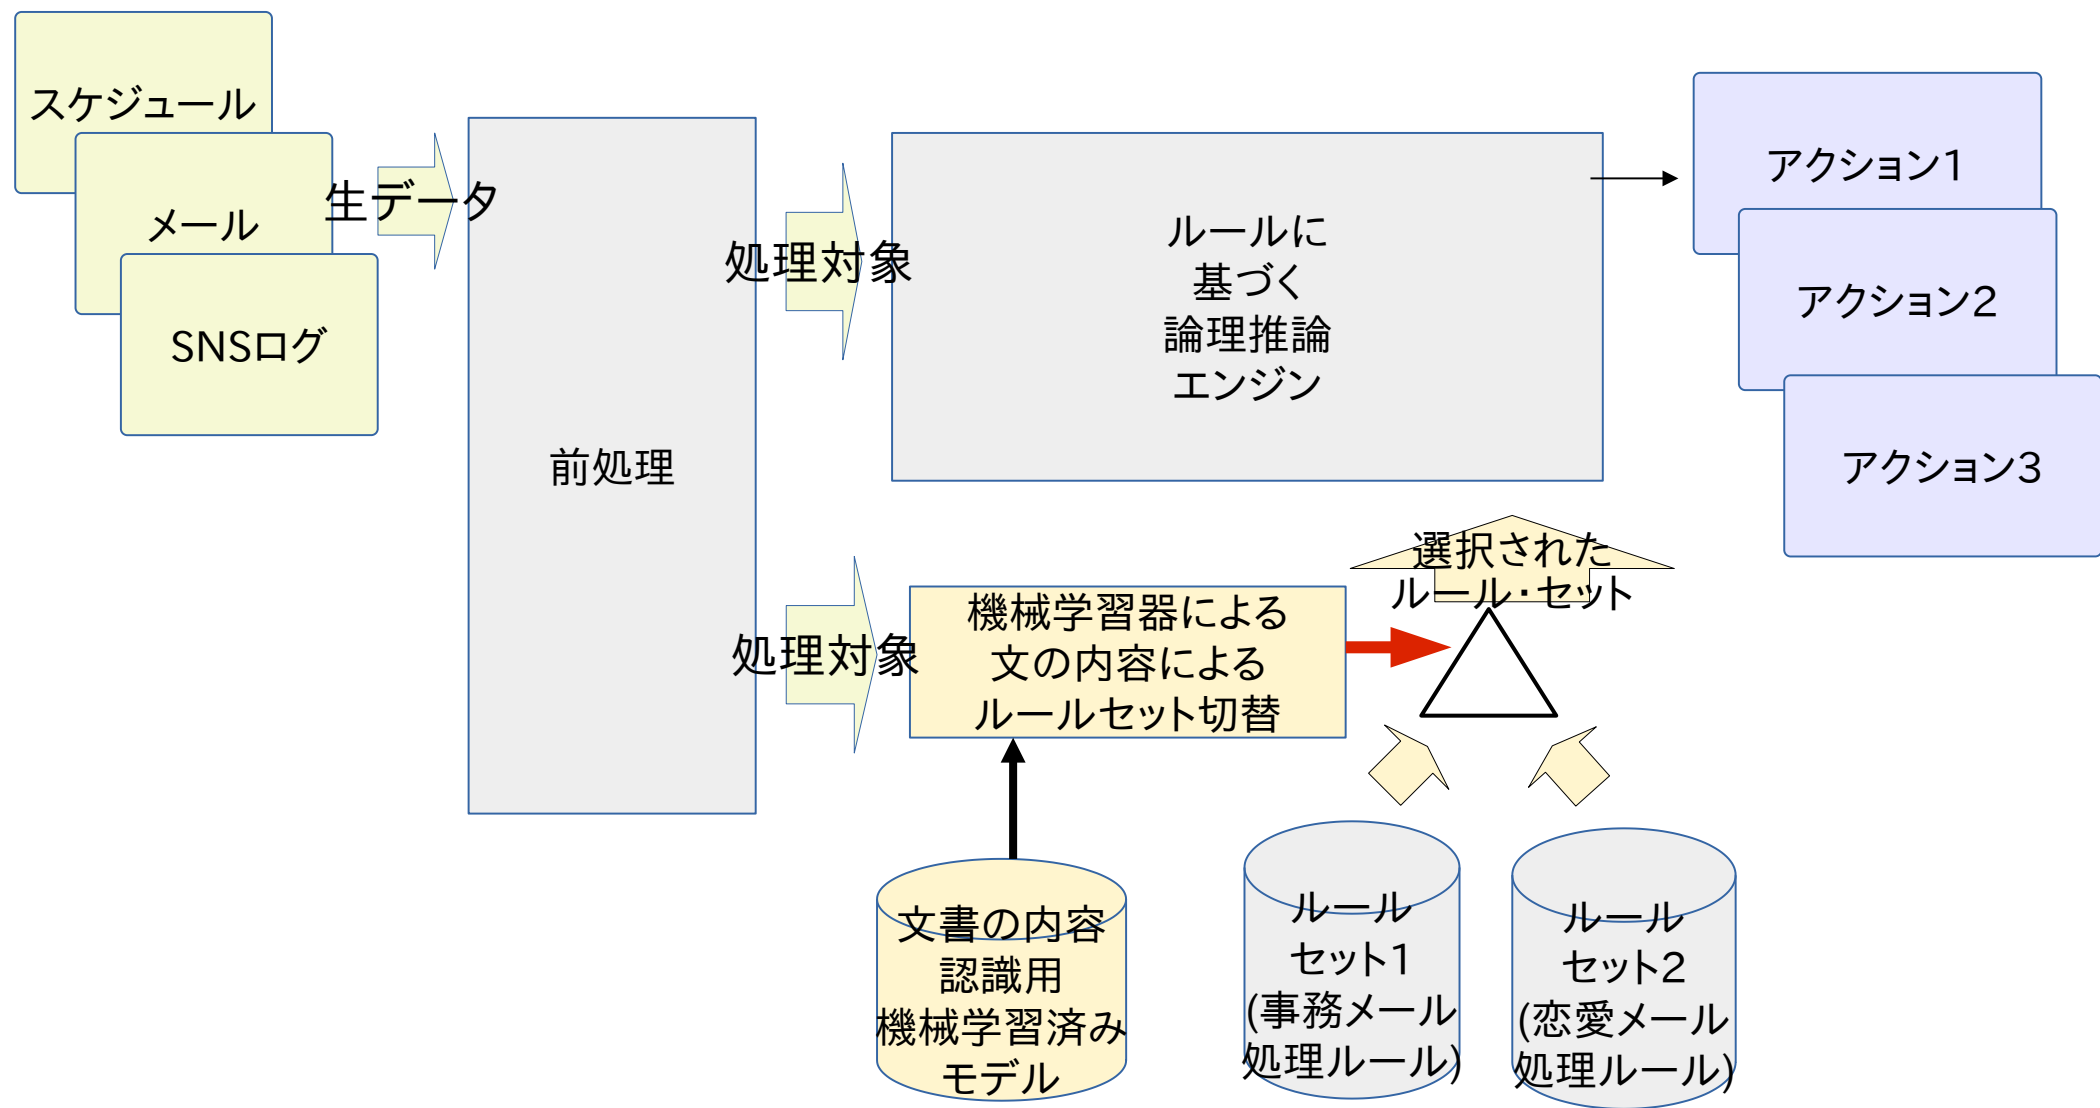 スケジュール
メール
SNSログ
生データ
前処理
処理対象
ルールに
基づく
論理推論
エンジン
アクション1
アクション2
アクション3
処理対象
機械学習器による
文の内容による
ルールセット切替
選択された
ルール・セット
文書の内容
認識用
機械学習済み
モデル
ルール
セット1
(事務メール
処理ルール)
ルール
セット2
(恋愛メール
処理ルール)